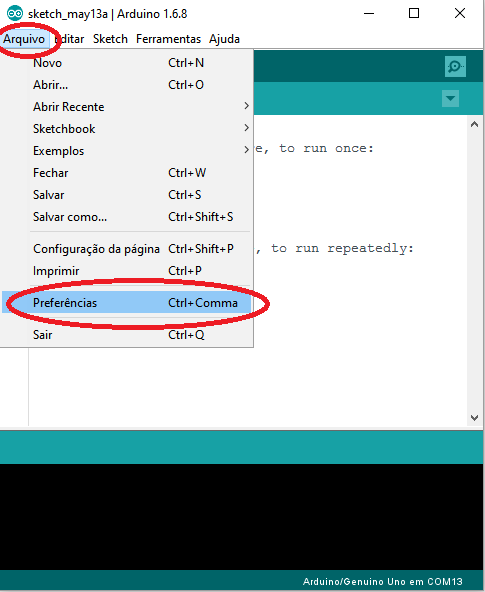 sketch_may13a | Arduino 1.6.8
Arquivo Editar Sketch Ferramentas Ajuda
Novo Ctrl+N
Abrir... Ctrl+O
Abrir Recente
Sketchbook
Exemplos
e, to run once:
Fechar Ctrl+W
Salvar Ctrl+S
Salvar como... Ctrl+Shift+S
Configuração da página Ctrl+Shift+P
, to run repeatedly:
Imprimir Ctrl+P
Preferências Ctrl+Comma
Sair Ctrl+Q
Arduino/Genuino Uno em COM13